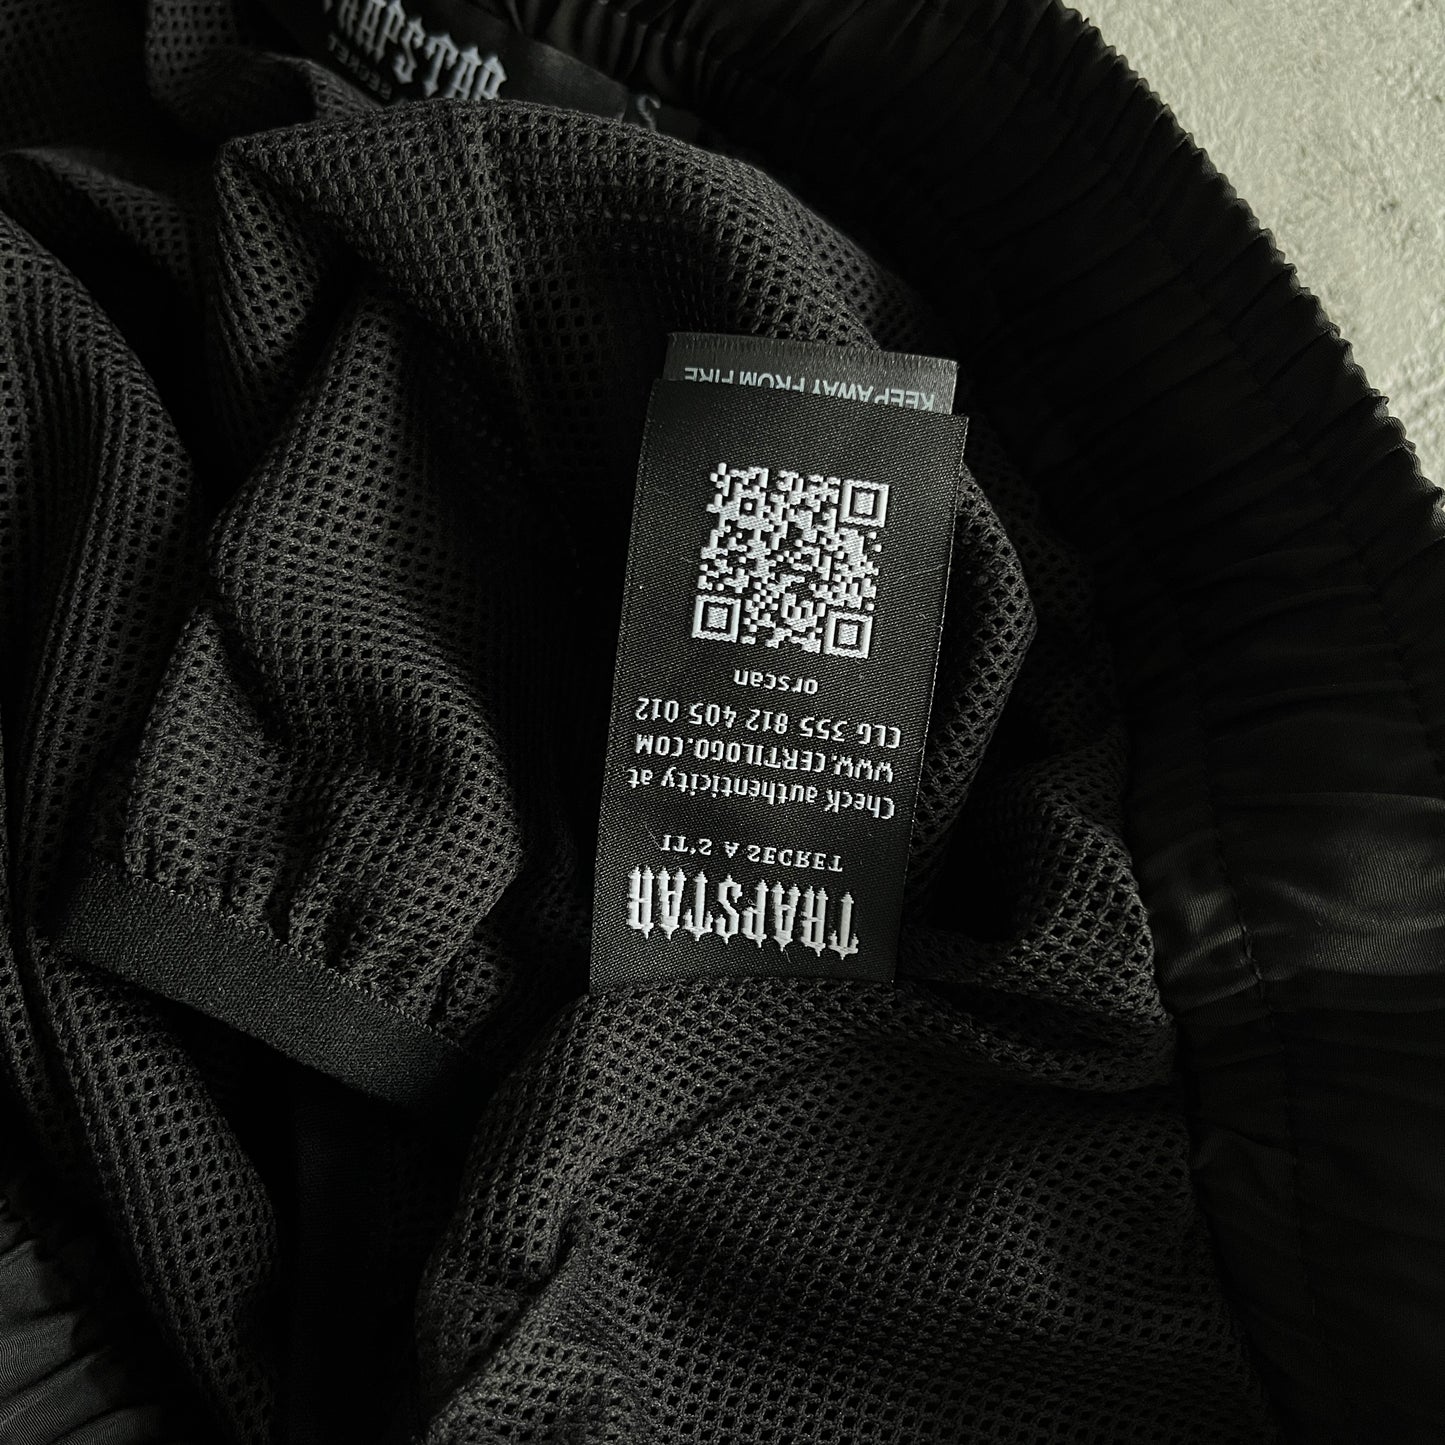 TRAPSTAR
IT'S A SECRET
Check authenticity at
WWW.CERTILOGO.COM
CLG 355 812 405 012
orscan
KEEP AWAY FROM FIRE
TRAPSTAR
SECRET
S